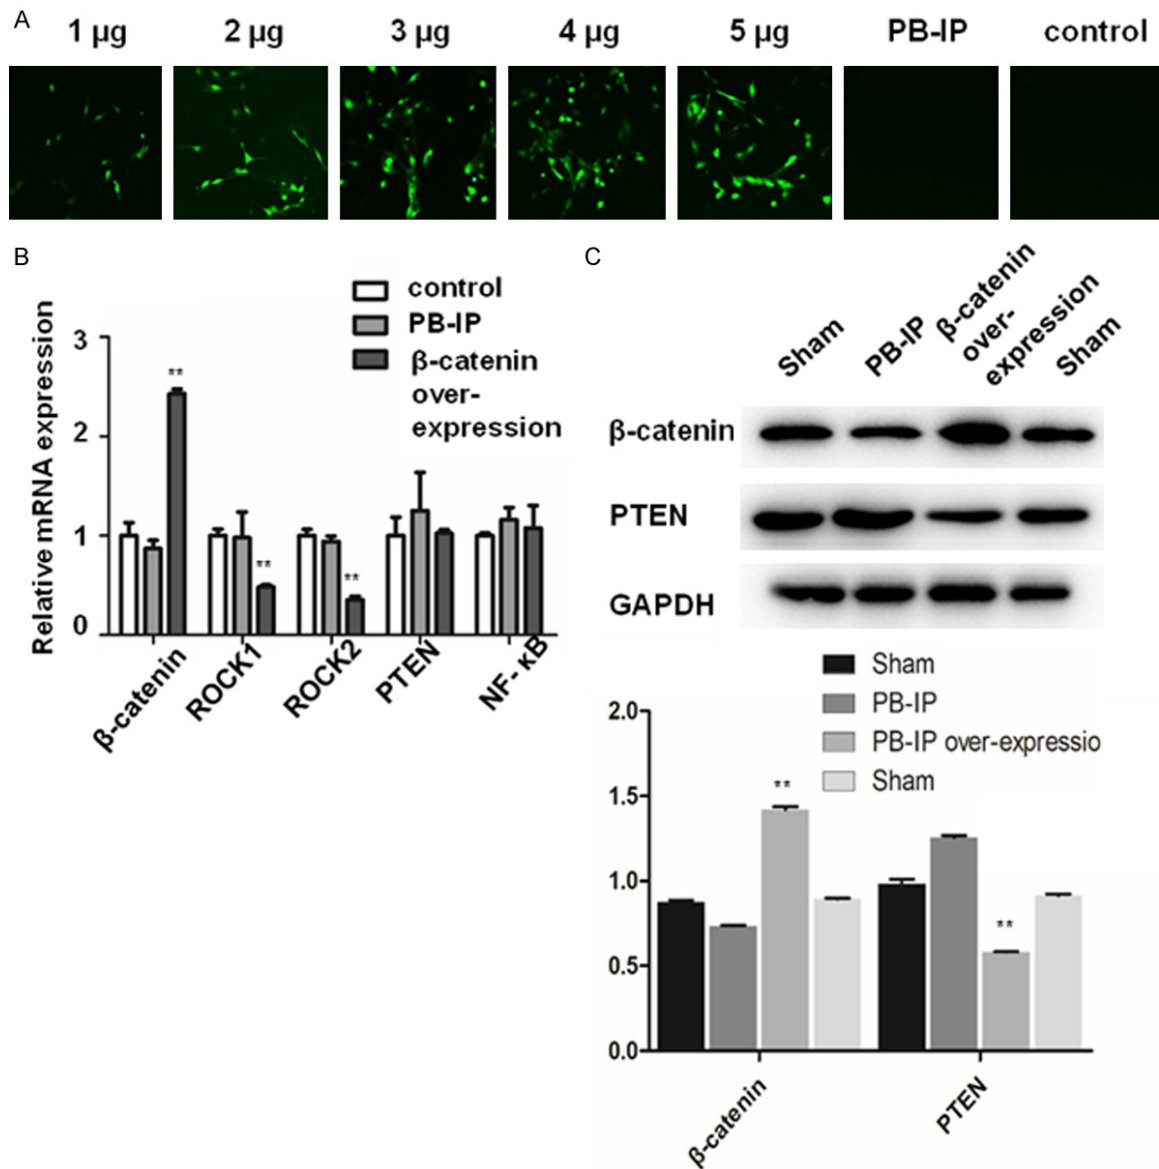 A
1 µg 2 µg 3 µg 4 µg 5 µg PB-IP control
B
control
PB-IP
β-catenin
over-
expression
Relative mRNA expression
3
2
1
0
**
**
**
β-catenin ROCK1 ROCK2 PTEN NF-κB
C
Sham
PB-IP
β-catenin
over-
expression
Sham
β-catenin
PTEN
GAPDH
Sham
PB-IP
PB-IP over-expressio
Sham
2.0
1.5
1.0
0.5
0.0
**
**
β-catenin PTEN